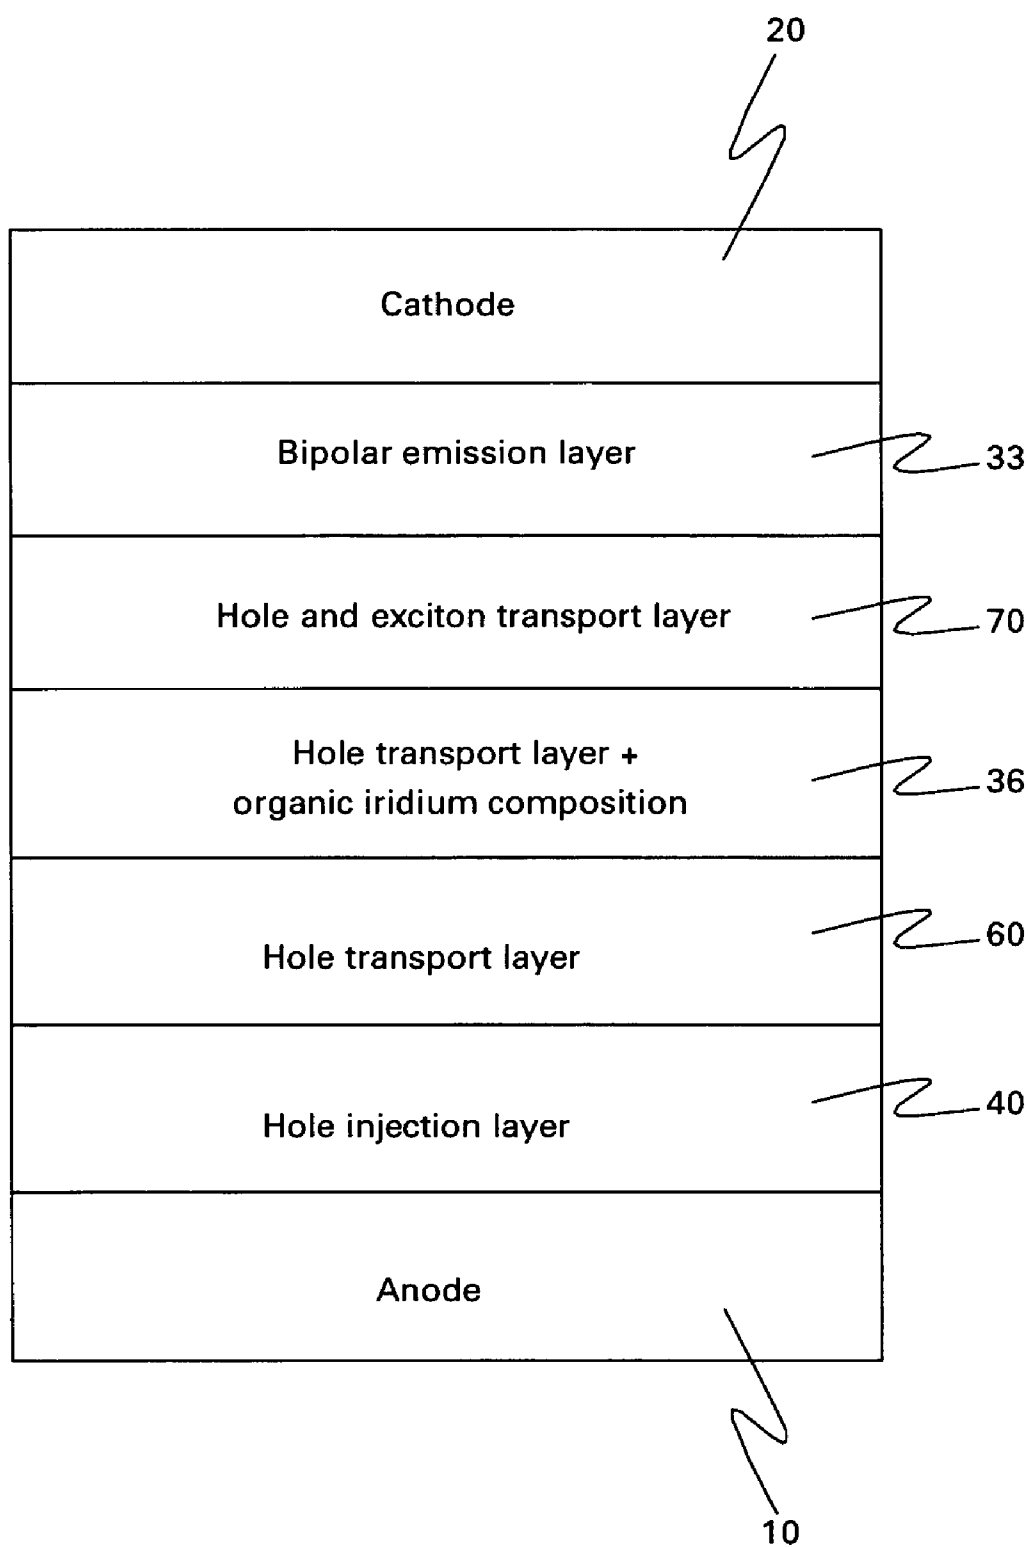 20
Cathode
Bipolar emission layer
33
Hole and exciton transport layer
70
Hole transport layer +
organic iridium composition
36
Hole transport layer
60
Hole injection layer
40
Anode
10